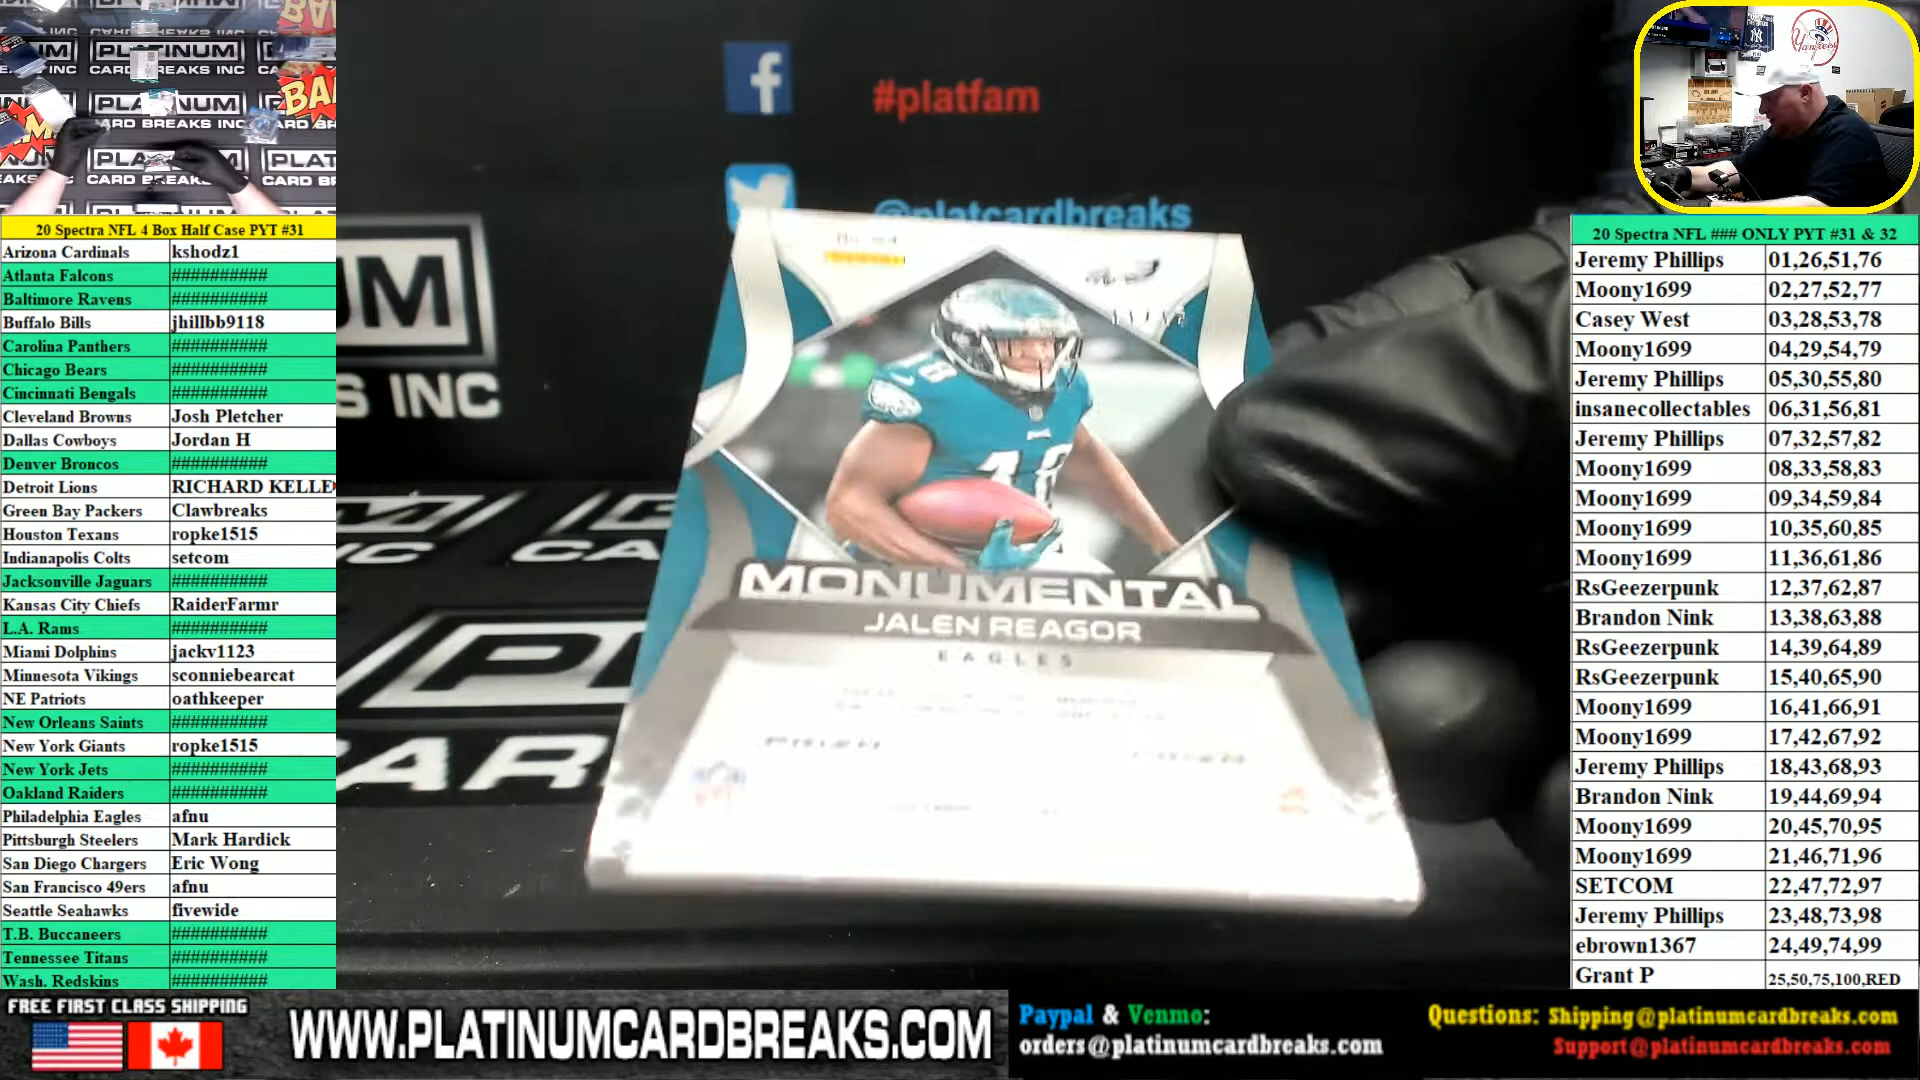 PLATINUM
CARD BREAKS INC
20 Spectra NFL 4 Box Half Case PYT #31
Arizona Cardinals kshodz1
Atlanta Falcons ##########
Baltimore Ravens ##########
Buffalo Bills jhillbb9118
Carolina Panthers ##########
Chicago Bears ##########
Cincinnati Bengals ##########
Cleveland Browns Josh Pletcher
Dallas Cowboys Jordan H
Denver Broncos ##########
Detroit Lions RICHARD KELLE
Green Bay Packers Clawbreaks
Houston Texans ropke1515
Indianapolis Colts setcom
Jacksonville Jaguars ##########
Kansas City Chiefs RaiderFarmr
L.A. Rams ##########
Miami Dolphins jackv1123
Minnesota Vikings sconniebearcat
NE Patriots oathkeeper
New Orleans Saints ##########
New York Giants ropke1515
New York Jets ##########
Oakland Raiders ##########
Philadelphia Eagles afnu
Pittsburgh Steelers Mark Hardick
San Diego Chargers Eric Wong
San Francisco 49ers afnu
Seattle Seahawks fivewide
T.B. Buccaneers ##########
Tennessee Titans ##########
Wash. Redskins ##########
#platfam
@platcardbreaks
18
MONUMENTAL
JALEN REAGOR
EAGLES
Yankees
20 Spectra NFL ### ONLY PYT #31 & 32
Jeremy Phillips 01,26,51,76
Moony1699 02,27,52,77
Casey West 03,28,53,78
Moony1699 04,29,54,79
Jeremy Phillips 05,30,55,80
insanecollectables 06,31,56,81
Jeremy Phillips 07,32,57,82
Moony1699 08,33,58,83
Moony1699 09,34,59,84
Moony1699 10,35,60,85
Moony1699 11,36,61,86
RsGeezerpunk 12,37,62,87
Brandon Nink 13,38,63,88
RsGeezerpunk 14,39,64,89
RsGeezerpunk 15,40,65,90
Moony1699 16,41,66,91
Moony1699 17,42,67,92
Jeremy Phillips 18,43,68,93
Brandon Nink 19,44,69,94
Moony1699 20,45,70,95
Moony1699 21,46,71,96
SETCOM 22,47,72,97
Jeremy Phillips 23,48,73,98
ebrown1367 24,49,74,99
Grant P 25,50,75,100,RED
FREE FIRST CLASS SHIPPING
WWW.PLATINUMCARDBREAKS.COM
Paypal & Venmo:
orders@platinumcardbreaks.com
Questions: Shipping@platinumcardbreaks.com
Support@platinumcardbreaks.com